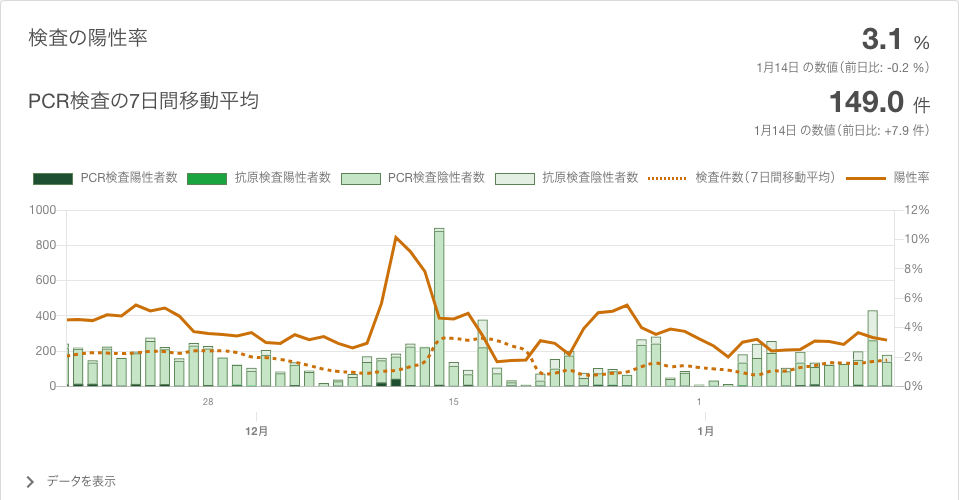 検査の陽性率
3.1 %
1月14日 の数値（前日比: -0.2 %）
PCR検査の7日間移動平均
149.0 件
1月14日 の数値（前日比: +7.9 件）
PCR検査陽性者数 抗原検査陽性者数 PCR検査陰性者数 抗原検査陰性者数 検査件数（7日間移動平均） 陽性率
1000 12%
10%
800
8%
600
6%
400
4%
200
2%
0 0%
28 15 1
12月 1月
データを表示